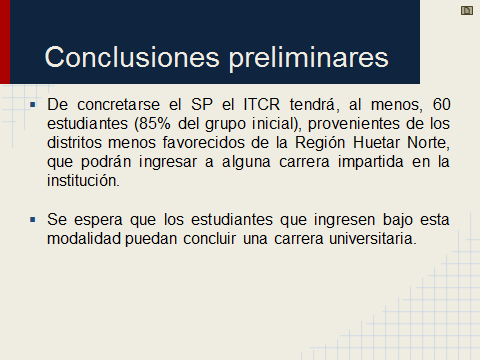 Conclusiones preliminares
De concretarse el SP el ITCR tendrá, al menos, 60
estudiantes (85% del grupo inicial), provenientes de los
distritos menos favorecidos de la Región Huetar Norte,
que podrán ingresar a alguna carrera impartida en la
institución.
Se espera que los estudiantes que ingresen bajo esta
modalidad puedan concluir una carrera universitaria.